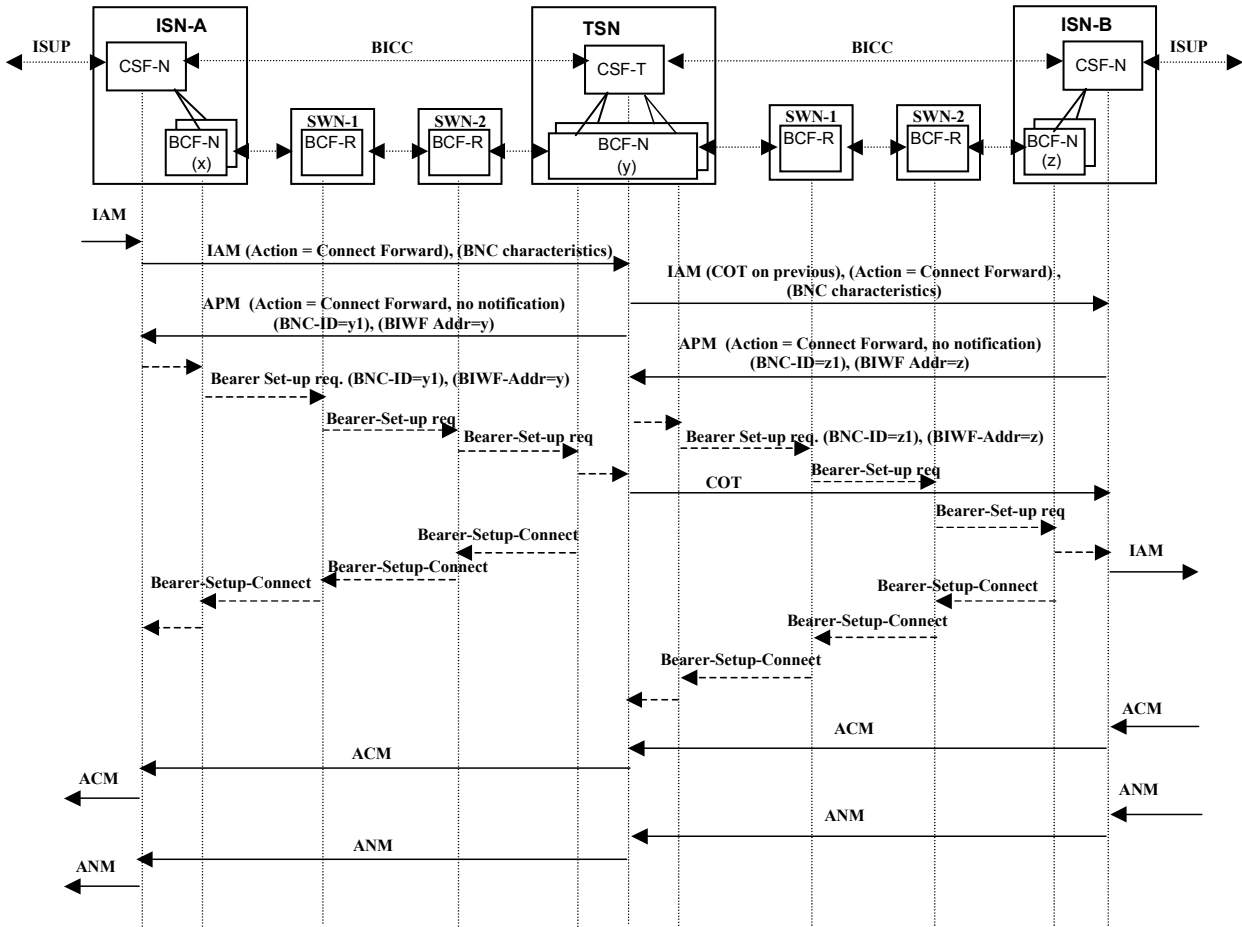 ISN-A
TSN
ISN-B
ISUP
BICC
BICC
ISUP
CSF-N
CSF-T
CSF-N
SWN-1
SWN-2
SWN-1
SWN-2
BCF-N
(x)
BCF-R
BCF-R
BCF-N
(y)
BCF-R
BCF-R
BCF-N
(z)
IAM
IAM (Action = Connect Forward), (BNC characteristics)
IAM (COT on previous), (Action = Connect Forward) ,
(BNC characteristics)
APM (Action = Connect Forward, no notification)
(BNC-ID=y1), (BIWF Addr=y)
APM (Action = Connect Forward, no notification)
(BNC-ID=z1), (BIWF Addr=z)
Bearer Set-up req. (BNC-ID=y1), (BIWF-Addr=y)
Bearer-Set-up req
Bearer-Set-up req
Bearer Set-up req. (BNC-ID=z1), (BIWF-Addr=z)
Bearer-Set-up req
COT
Bearer-Set-up req
Bearer-Setup-Connect
IAM
Bearer-Setup-Connect
Bearer-Setup-Connect
Bearer-Setup-Connect
Bearer-Setup-Connect
Bearer-Setup-Connect
ACM
ACM
ACM
ACM
ANM
ANM
ANM
ANM